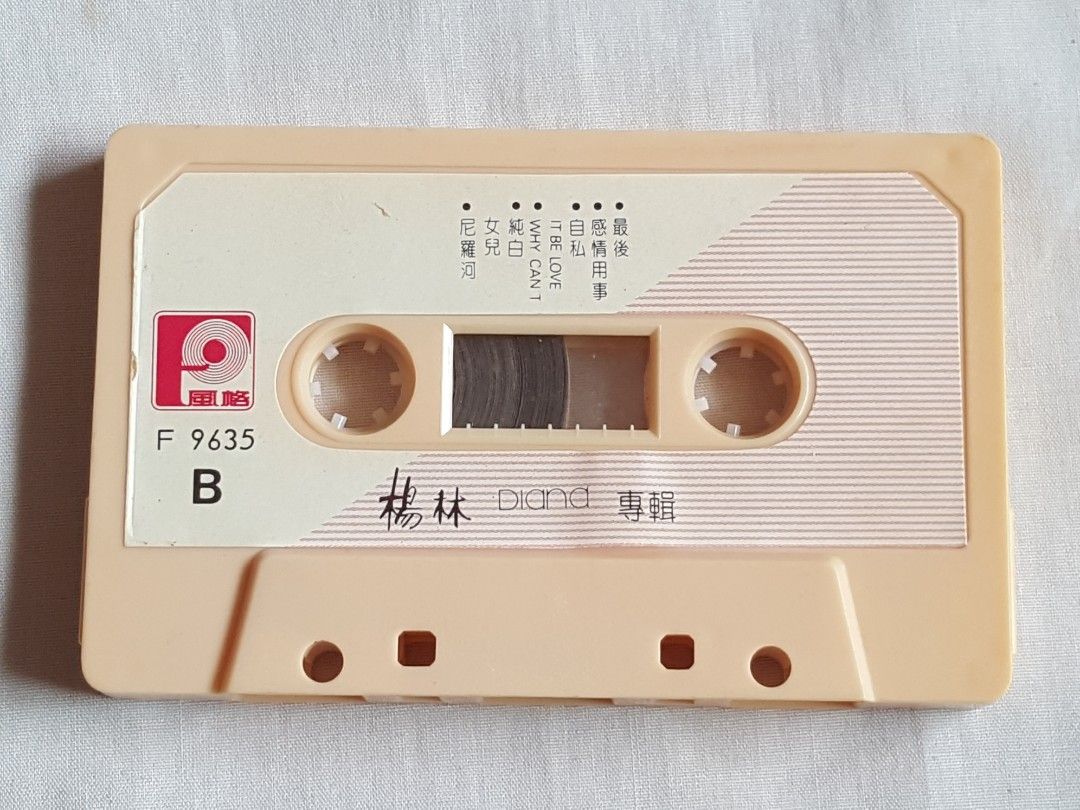 ●尼羅河
女兒
●純白
●WHY CAN'T
IT BE LOVE
●自私
●感情用事
●最後
風格
F 9635
B
楊林 Diana 專輯